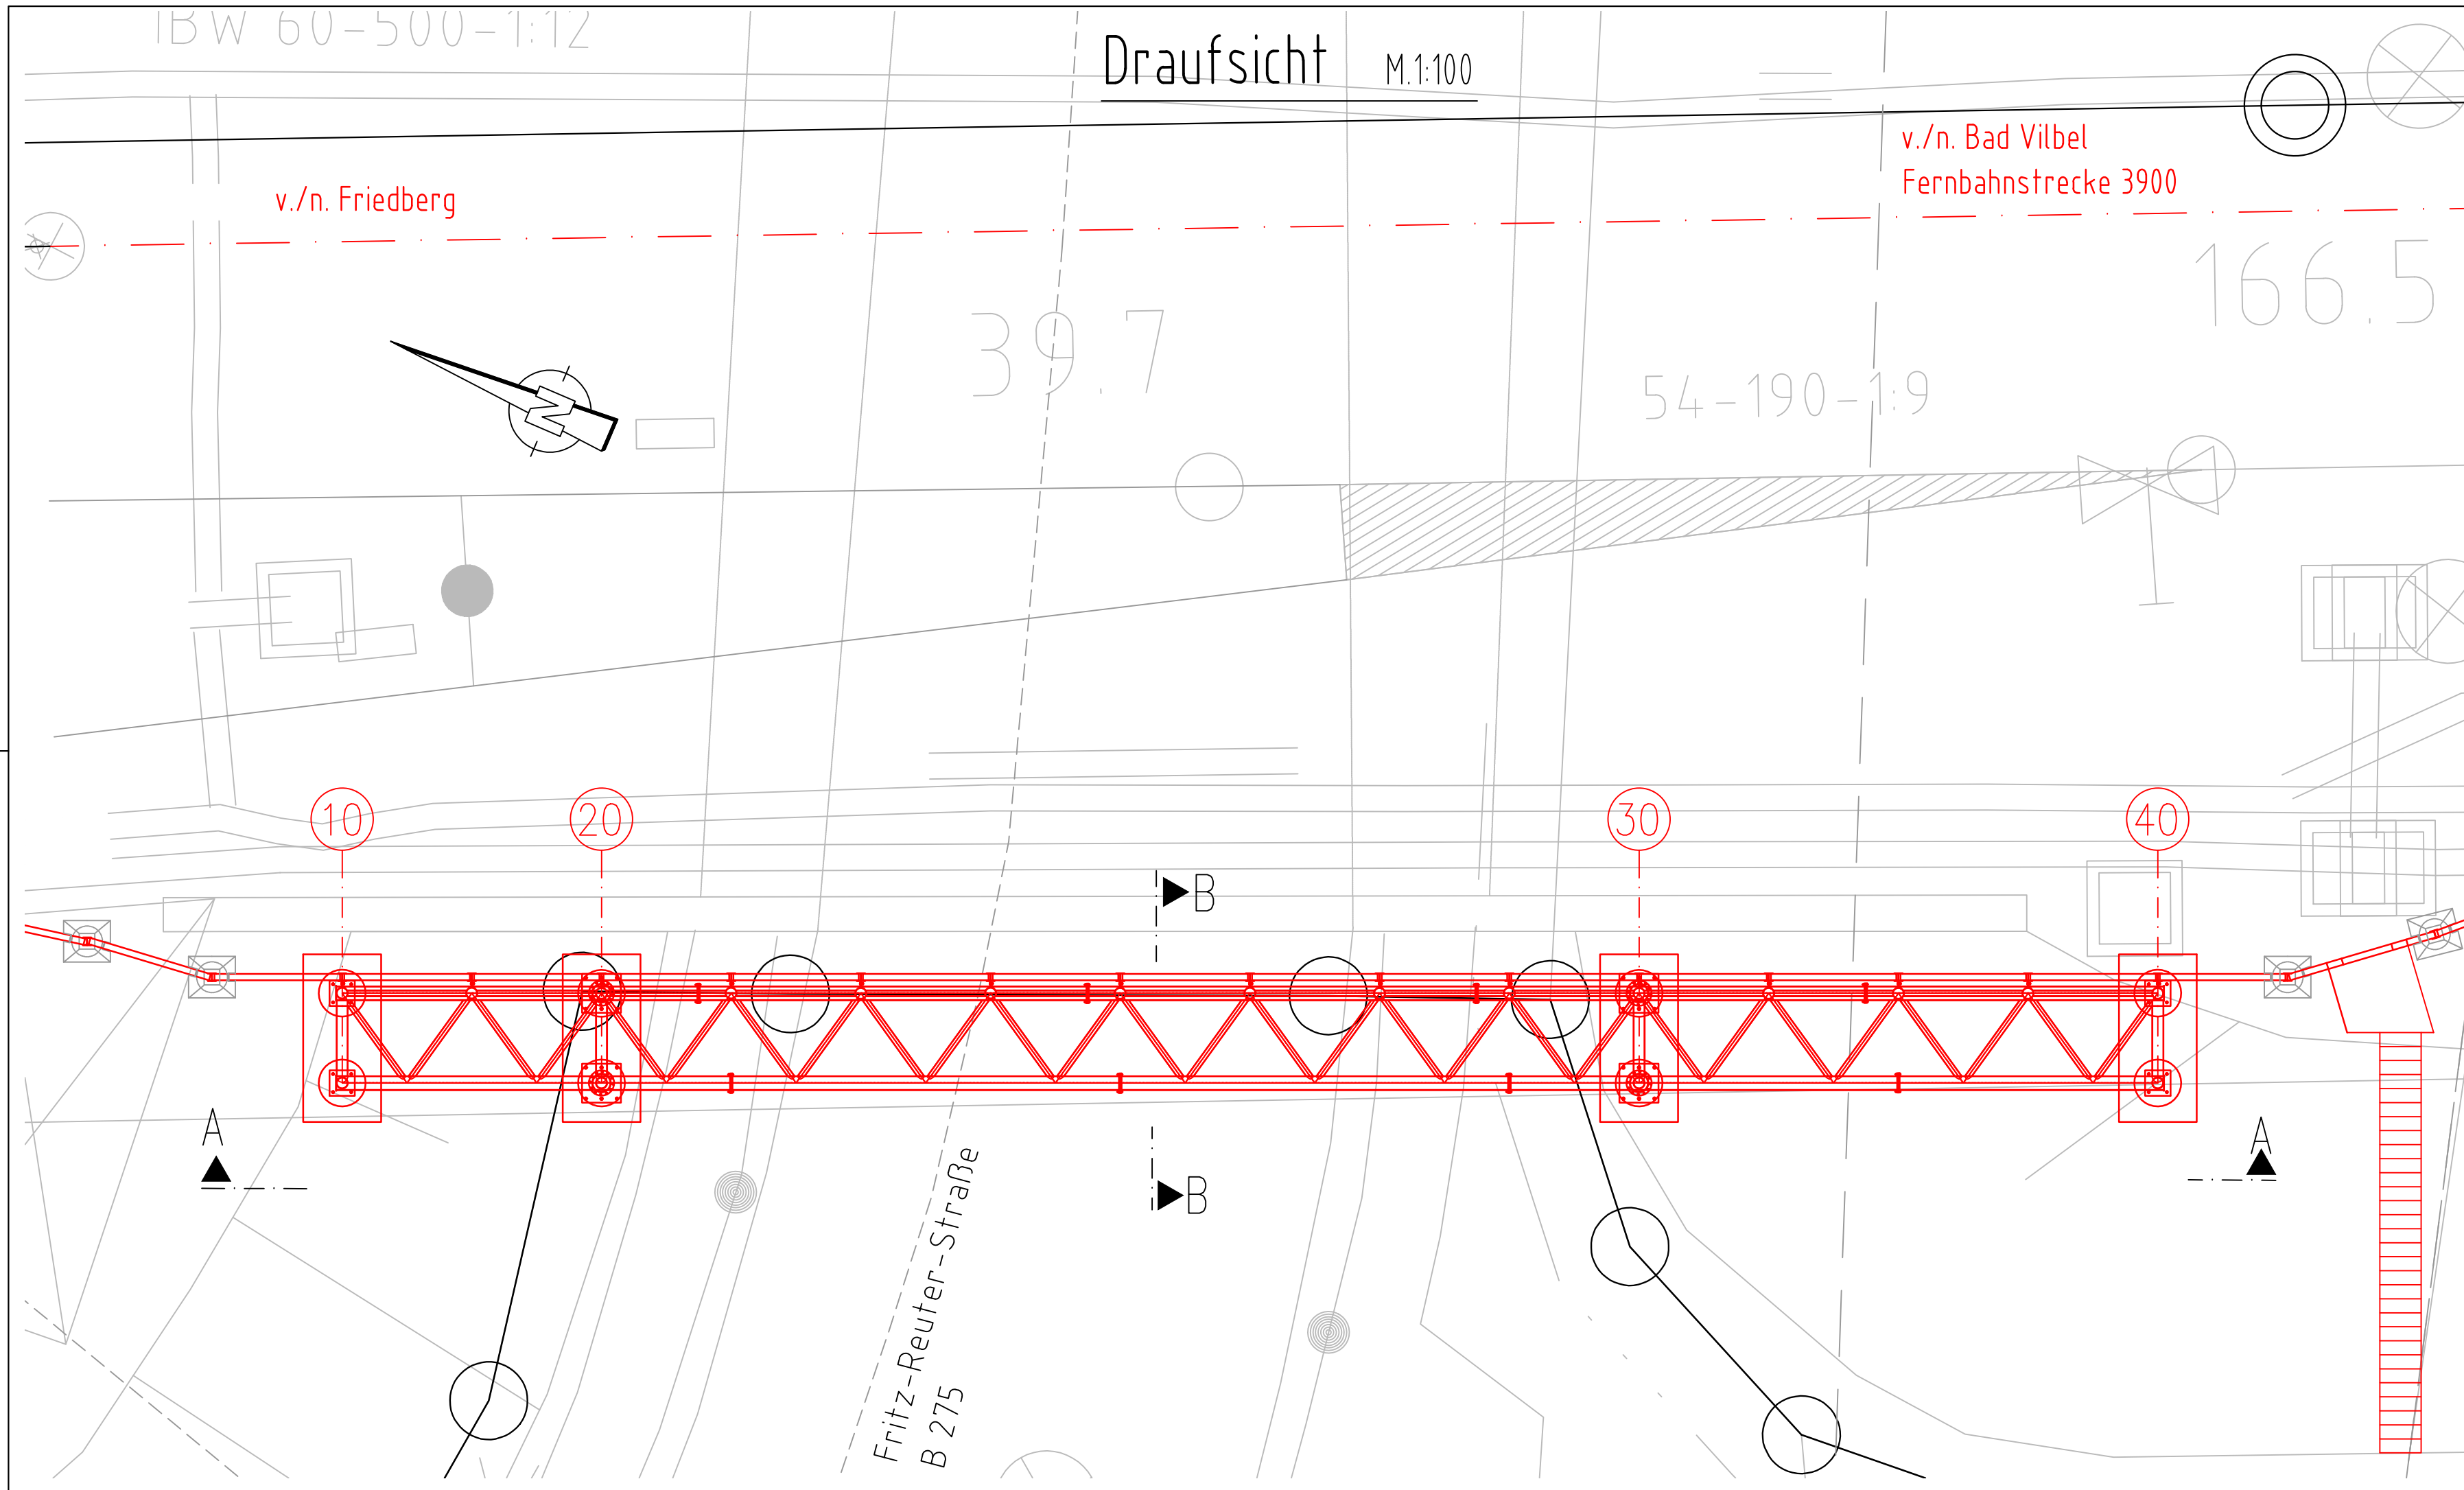 IBW 60-500-1:12
Draufsicht M.1:100
v./n. Bad Vilbel
Fernbahnstrecke 3900
v./n. Friedberg
166.5
39.7
54-190-1:9
N
10
20
30
40
B
A
A
B
Fritz-Reuter-Straße
B 275